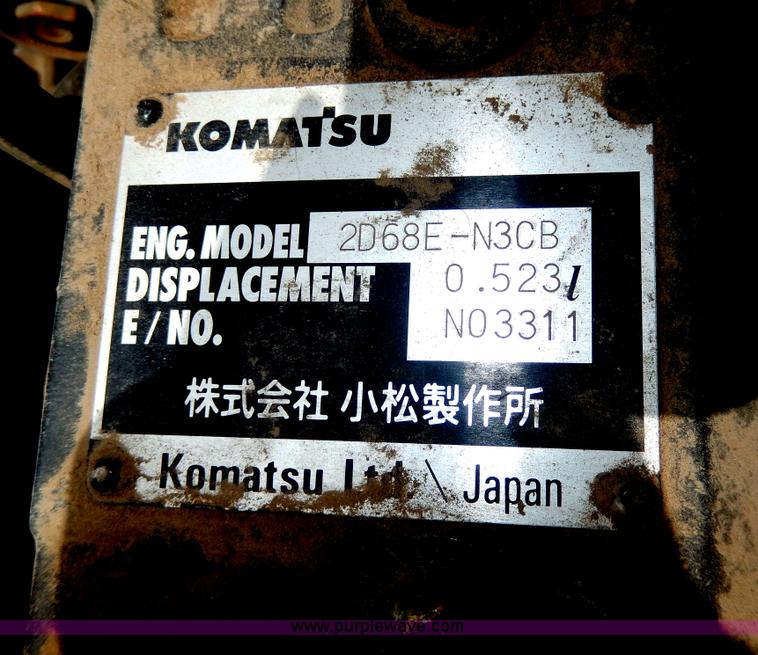 KOMATSU
ENG. MODEL 2D68E-N3CB
DISPLACEMENT 0.523l
E/NO. N03311
株式会社 小松製作所
Komatsu Ltd. \ Japan
www.purplewave.com